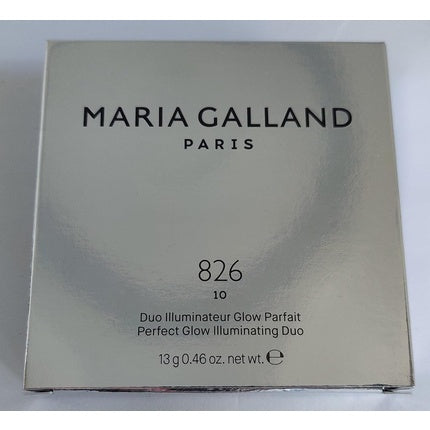 MARIA GALLAND
PARIS
826
10
Duo Illuminateur Glow Parfait
Perfect Glow Illuminating Duo
13 g 0.46 oz. net wt. ℮